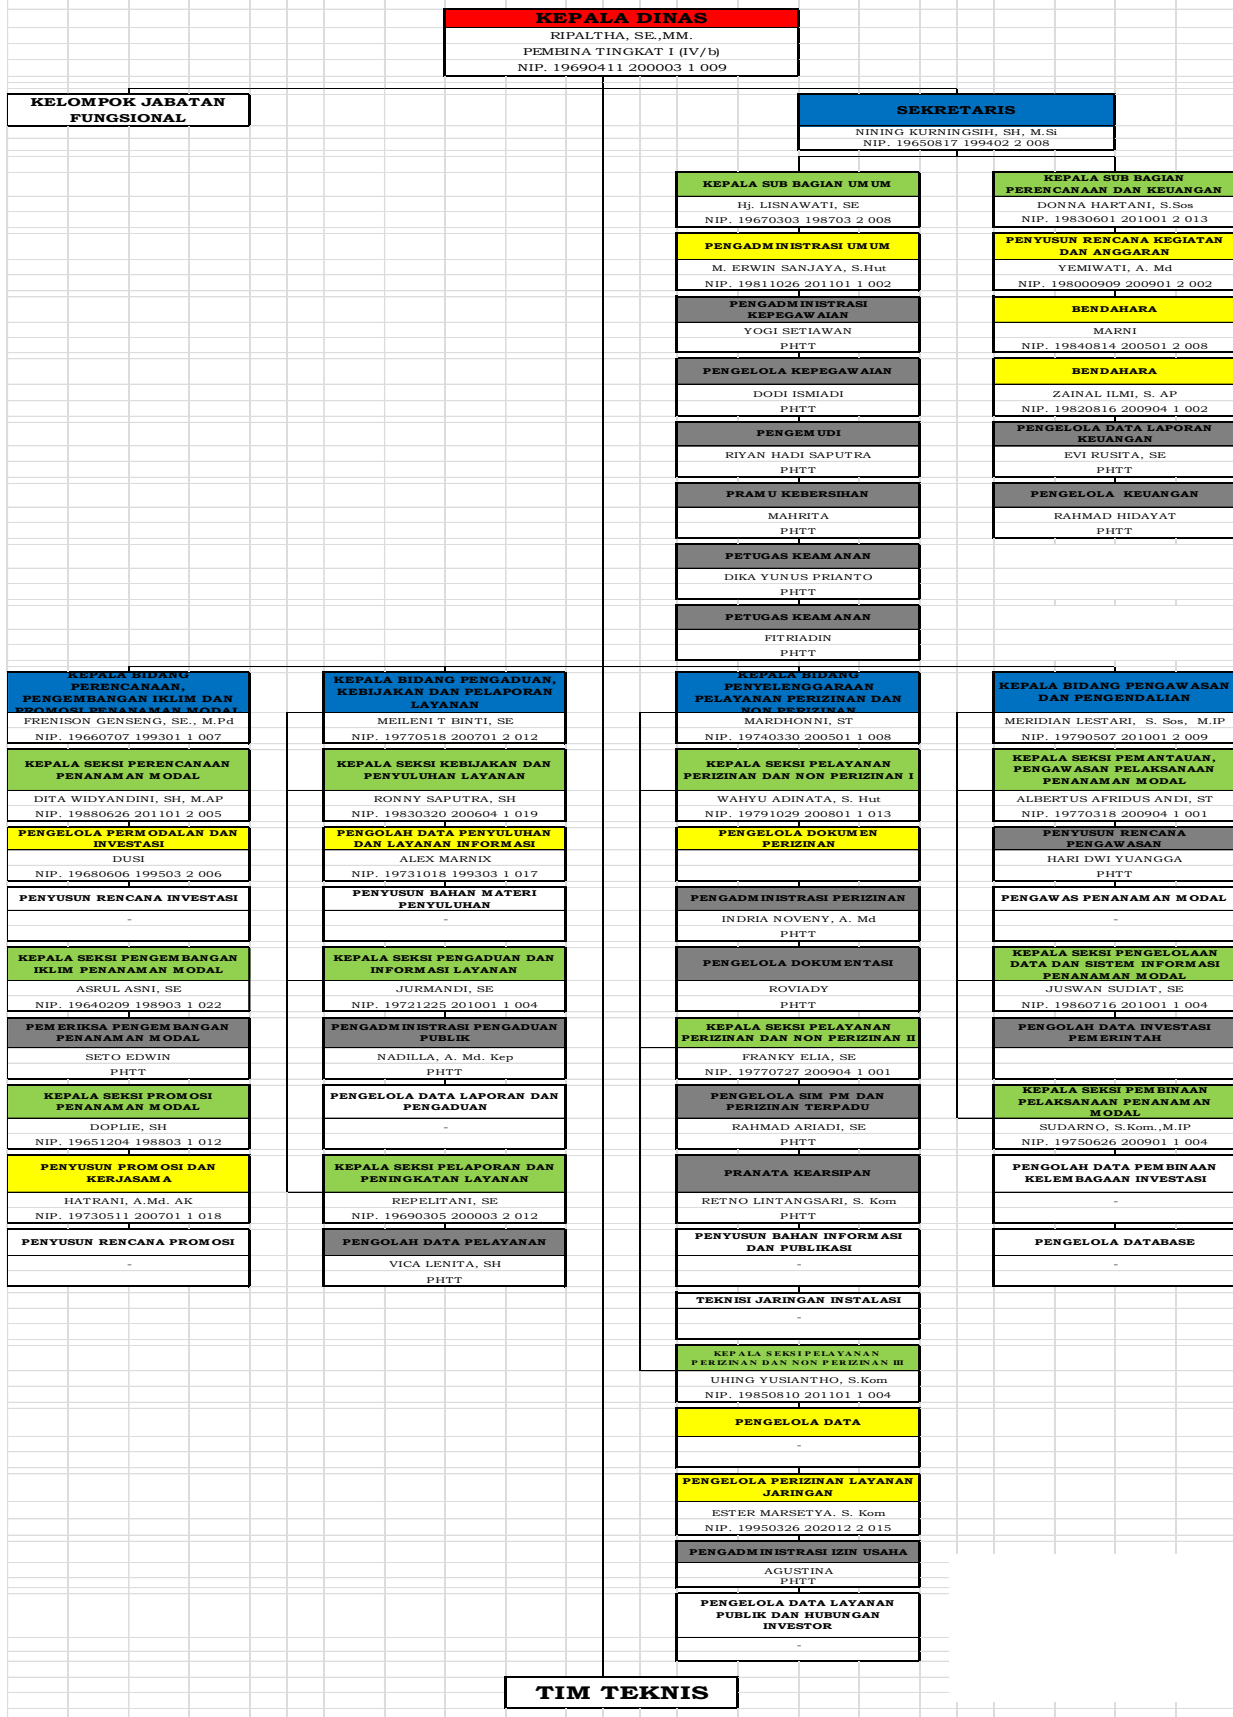 KEPALA DINAS
RIPALTHA, SE.,MM.
PEMBINA TINGKAT I (IV/b)
NIP. 19690411 200003 1 009
KELOMPOK JABATAN
FUNGSIONAL
SEKRETARIS
NINING KURNINGSIH, SH, M.Si
NIP. 19650817 199402 2 008
KEPALA SUB BAGIAN UMUM
Hj. LISNAWATI, SE
NIP. 19670303 198703 2 008
PENGADMINISTRASI UMUM
M. ERWIN SANJAYA, S.Hut
NIP. 19811026 201101 1 002
PENGADMINISTRASI
KEPEGAWAIAN
YOGI SETIAWAN
PHTT
PENGELOLA KEPEGAWAIAN
DODI ISMIADI
PHTT
PENGEMUDI
RIYAN HADI SAPUTRA
PHTT
PRAMU KEBERSIHAN
MAHRITA
PHTT
PETUGAS KEAMANAN
DIKA YUNUS PRIANTO
PHTT
PETUGAS KEAMANAN
FITRIADIN
PHTT
KEPALA SUB BAGIAN
PERENCANAAN DAN KEUANGAN
DONNA HARTANI, S.Sos
NIP. 19830601 201001 2 013
PENYUSUN RENCANA KEGIATAN
DAN ANGGARAN
YEMIWATI, A. Md
NIP. 198000909 200901 2 002
BENDAHARA
MARNI
NIP. 19840814 200501 2 008
BENDAHARA
ZAINAL ILMI, S. AP
NIP. 19820816 200904 1 002
PENGELOLA DATA LAPORAN
KEUANGAN
EVI RUSITA, SE
PHTT
PENGELOLA KEUANGAN
RAHMAD HIDAYAT
PHTT
KEPALA BIDANG
PERENCANAAN,
PENGEMBANGAN IKLIM DAN
PROMOSI PENANAMAN MODAL
FRENISON GENSENG, SE., M.Pd
NIP. 19660707 199301 1 007
KEPALA SEKSI PERENCANAAN
PENANAMAN MODAL
DITA WIDYANDINI, SH, M.AP
NIP. 19880626 201101 2 005
PENGELOLA PERMODALAN DAN
INVESTASI
DUSI
NIP. 19680606 199503 2 006
PENYUSUN RENCANA INVESTASI
-
KEPALA SEKSI PENGEMBANGAN
IKLIM PENANAMAN MODAL
ASRUL ASNI, SE
NIP. 19640209 198903 1 022
PEMERIKSA PENGEMBANGAN
PENANAMAN MODAL
SETO EDWIN
PHTT
KEPALA SEKSI PROMOSI
PENANAMAN MODAL
DOPLIE, SH
NIP. 19651204 198803 1 012
PENYUSUN PROMOSI DAN
KERJASAMA
HATRANI, A.Md. AK
NIP. 19730511 200701 1 018
PENYUSUN RENCANA PROMOSI
-
KEPALA BIDANG PENGADUAN,
KEBIJAKAN DAN PELAPORAN
LAYANAN
MEILENI T BINTI, SE
NIP. 19770518 200701 2 012
KEPALA SEKSI KEBIJAKAN DAN
PENYULUHAN LAYANAN
RONNY SAPUTRA, SH
NIP. 19830320 200604 1 019
PENGOLAH DATA PENYULUHAN
DAN LAYANAN INFORMASI
ALEX MARNIX
NIP. 19731018 199303 1 017
PENYUSUN BAHAN MATERI
PENYULUHAN
-
KEPALA SEKSI PENGADUAN DAN
INFORMASI LAYANAN
JURMANDI, SE
NIP. 19721225 201001 1 004
PENGADMINISTRASI PENGADUAN
PUBLIK
NADILLA, A. Md. Kep
PHTT
PENGELOLA DATA LAPORAN DAN
PENGADUAN
-
KEPALA SEKSI PELAPORAN DAN
PENINGKATAN LAYANAN
REPELITANI, SE
NIP. 19690305 200003 2 012
PENGOLAH DATA PELAYANAN
VICA LENITA, SH
PHTT
KEPALA BIDANG
PENYELENGGARAAN
PELAYANAN PERIZINAN DAN
NON PERIZINAN
MARDHONNI, ST
NIP. 19740330 200501 1 008
KEPALA SEKSI PELAYANAN
PERIZINAN DAN NON PERIZINAN I
WAHYU ADINATA, S. Hut
NIP. 19791029 200801 1 013
PENGELOLA DOKUMEN
PERIZINAN
PENGADMINISTRASI PERIZINAN
INDRIA NOVENY, A. Md
PHTT
PENGELOLA DOKUMENTASI
ROVIADY
PHTT
KEPALA SEKSI PELAYANAN
PERIZINAN DAN NON PERIZINAN II
FRANKY ELIA, SE
NIP. 19770727 200904 1 001
PENGELOLA SIM PM DAN
PERIZINAN TERPADU
RAHMAD ARIADI, SE
PHTT
PRANATA KEARSIPAN
RETNO LINTANGSARI, S. Kom
PHTT
PENYUSUN BAHAN INFORMASI
DAN PUBLIKASI
-
TEKNISI JARINGAN INSTALASI
-
KEPALA SEKSI PELAYANAN
PERIZINAN DAN NON PERIZINAN III
UHING YUSIANTHO, S.Kom
NIP. 19850810 201101 1 004
PENGELOLA DATA
-
PENGELOLA PERIZINAN LAYANAN
JARINGAN
ESTER MARSETYA. S. Kom
NIP. 19950326 202012 2 015
PENGADMINISTRASI IZIN USAHA
AGUSTINA
PHTT
PENGELOLA DATA LAYANAN
PUBLIK DAN HUBUNGAN
INVESTOR
-
KEPALA BIDANG PENGAWASAN
DAN PENGENDALIAN
MERIDIAN LESTARI, S. Sos, M.IP
NIP. 19790507 201001 2 009
KEPALA SEKSI PEMANTAUAN,
PENGAWASAN PELAKSANAAN
PENANAMAN MODAL
ALBERTUS AFRIDUS ANDI, ST
NIP. 19770318 200904 1 001
PENYUSUN RENCANA
PENGAWASAN
HARI DWI YUANGGA
PHTT
PENGAWAS PENANAMAN MODAL
-
KEPALA SEKSI PENGELOLAAN
DATA DAN SISTEM INFORMASI
PENANAMAN MODAL
JUSWAN SUDIAT, SE
NIP. 19860716 201001 1 004
PENGOLAH DATA INVESTASI
PEMERINTAH
KEPALA SEKSI PEMBINAAN
PELAKSANAAN PENANAMAN
MODAL
SUDARNO, S.Kom.,M.IP
NIP. 19750626 200901 1 004
PENGOLAH DATA PEMBINAAN
KELEMBAGAAN INVESTASI
-
PENGELOLA DATABASE
-
TIM TEKNIS